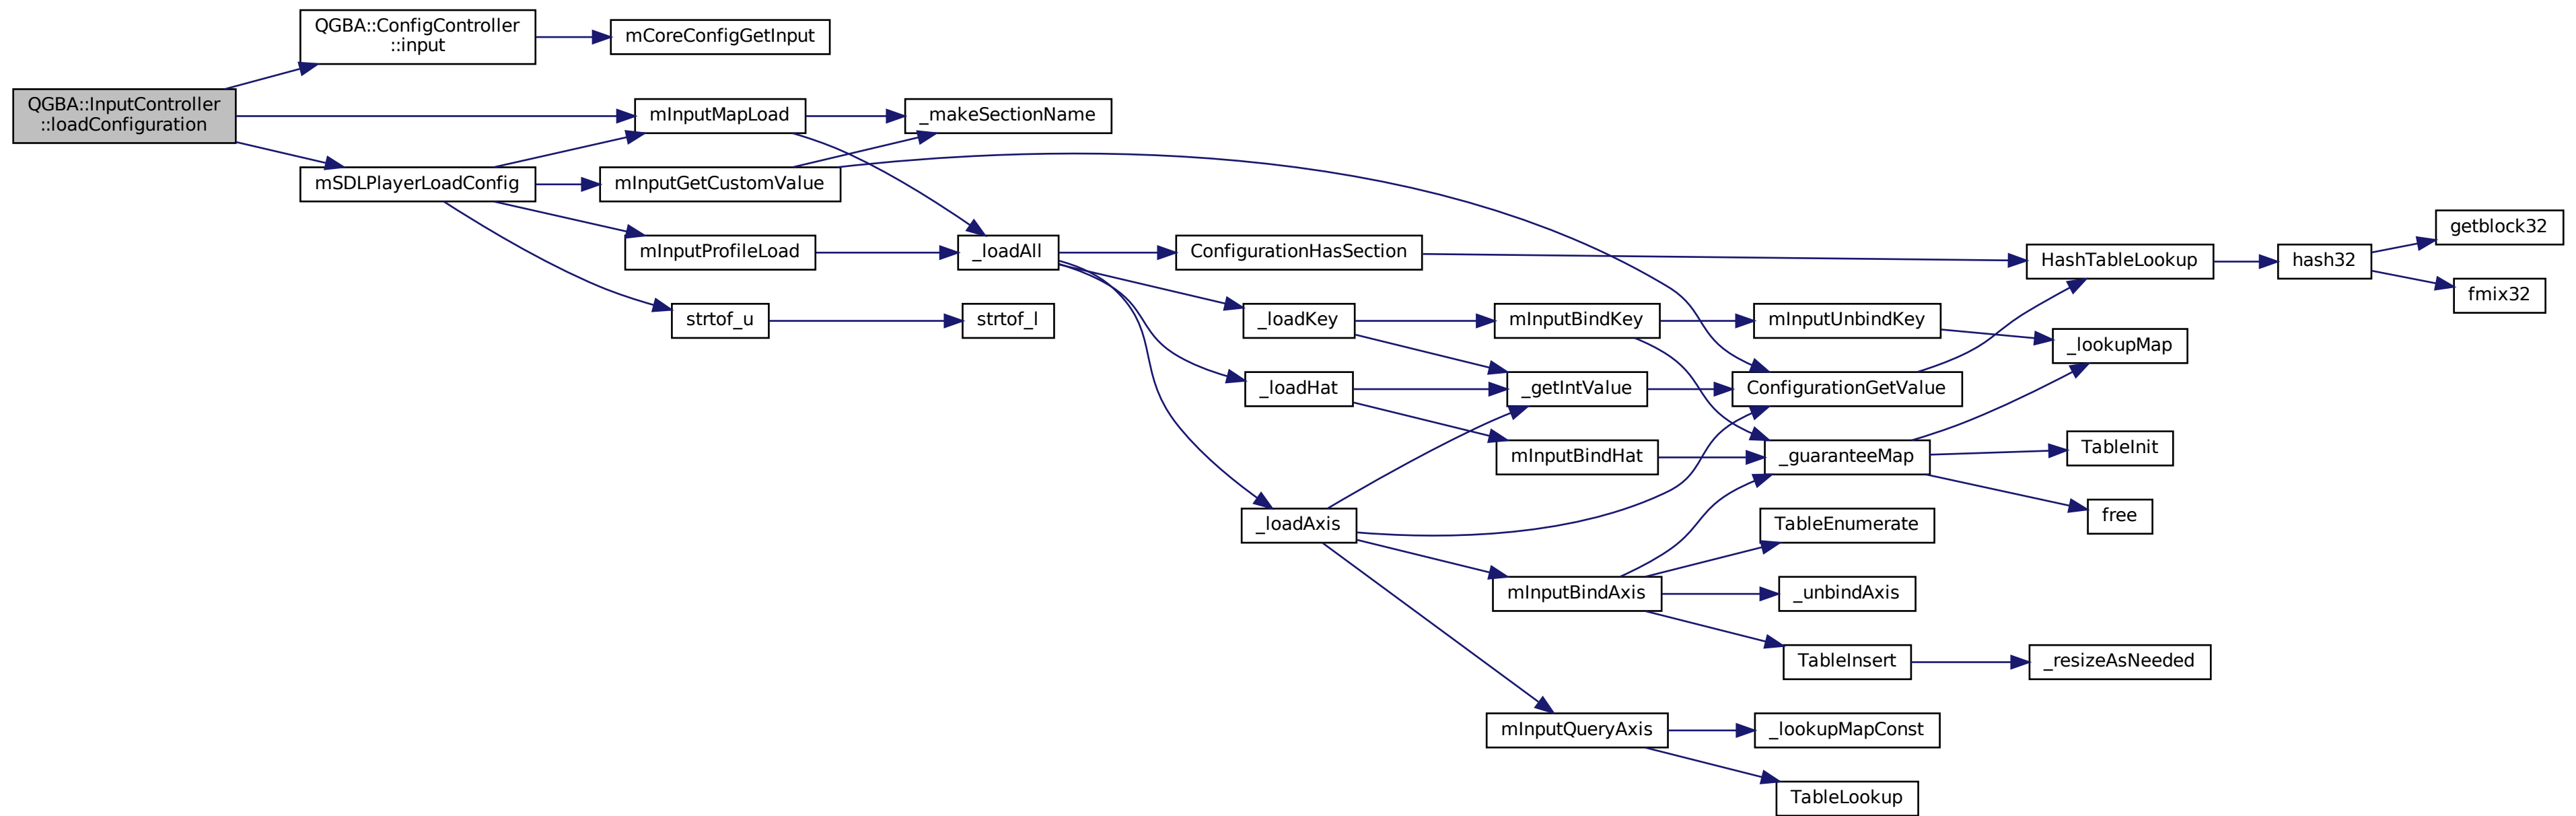 QGBA::ConfigController
::input
mCoreConfigGetInput
QGBA::InputController
::loadConfiguration
mInputMapLoad
_makeSectionName
mSDLPlayerLoadConfig
mInputGetCustomValue
mInputProfileLoad
_loadAll
ConfigurationHasSection
HashTableLookup
hash32
getblock32
fmix32
strtof_u
strtof_l
_loadKey
mInputBindKey
mInputUnbindKey
_lookupMap
_loadHat
_getIntValue
ConfigurationGetValue
mInputBindHat
_guaranteeMap
TableInit
free
_loadAxis
TableEnumerate
mInputBindAxis
_unbindAxis
TableInsert
_resizeAsNeeded
mInputQueryAxis
_lookupMapConst
TableLookup